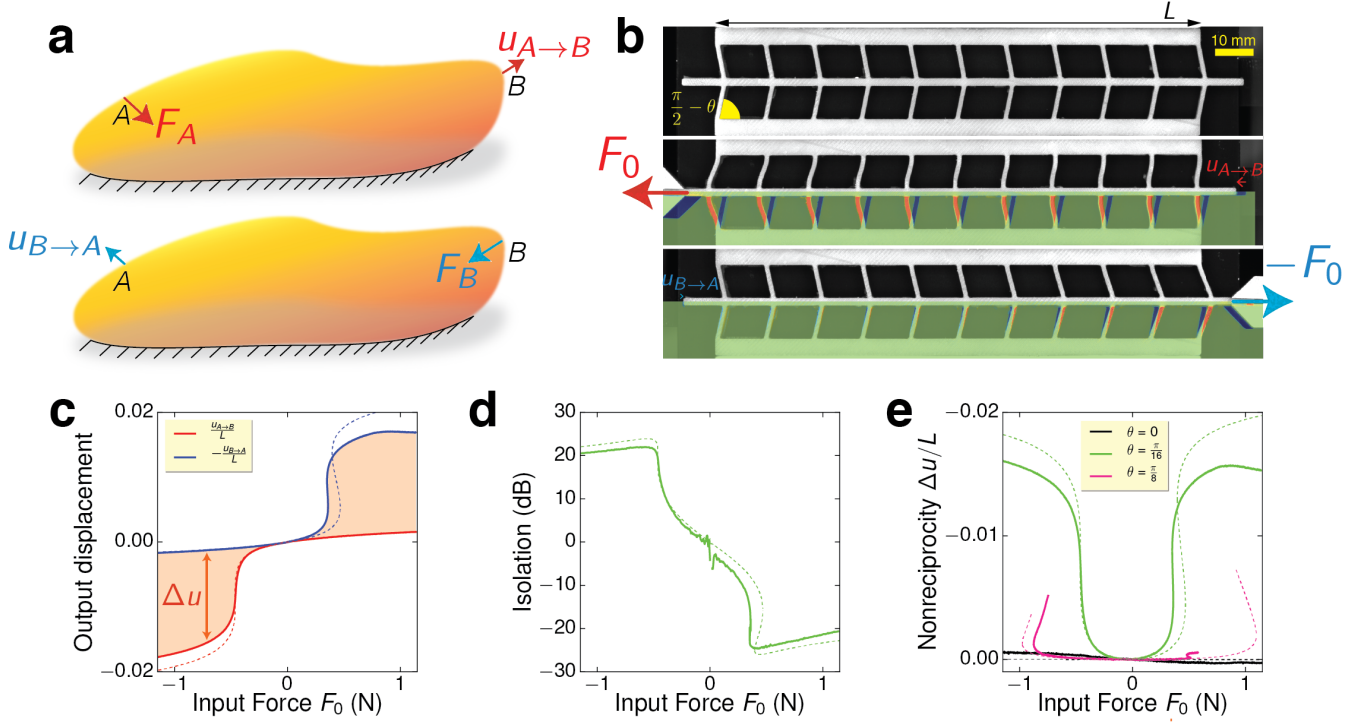 a
u_{A→B}
B
A
F_A
u_{B→A}
A
F_B
B
b
L
10 mm
π/2 − θ
F_0
u_{A→B}
u_{B→A}
−F_0
c
Output displacement
0.02
0.00
−0.02
u_{A→B}/L
−u_{B→A}/L
Δu
−1 0 1
Input Force F_0 (N)
d
Isolation (dB)
30
20
10
0
−10
−20
−30
−1 0 1
Input Force F_0 (N)
e
Nonreciprocity Δu/L
−0.02
−0.01
0.00
θ = 0
θ = π/16
θ = π/8
−1 0 1
Input Force F_0 (N)